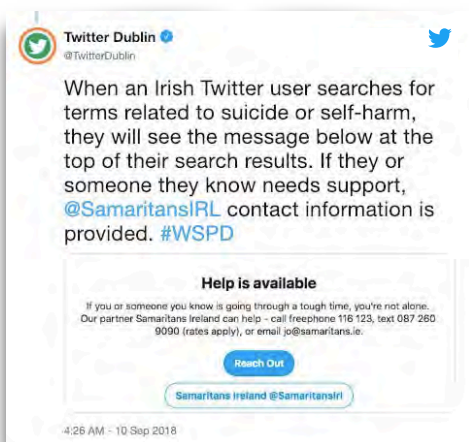 Twitter Dublin
@TwitterDublin
When an Irish Twitter user searches for
terms related to suicide or self-harm,
they will see the message below at the
top of their search results. If they or
someone they know needs support,
@SamaritansIRL contact information is
provided. #WSPD
Help is available
If you or someone you know is going through a tough time, you're not alone.
Our partner Samaritans Ireland can help - call freephone 116 123, text 087 260
9090 (rates apply), or email jo@samaritans.ie.
Reach Out
Samaritans Ireland @Samaritansirl
4:26 AM - 10 Sep 2018